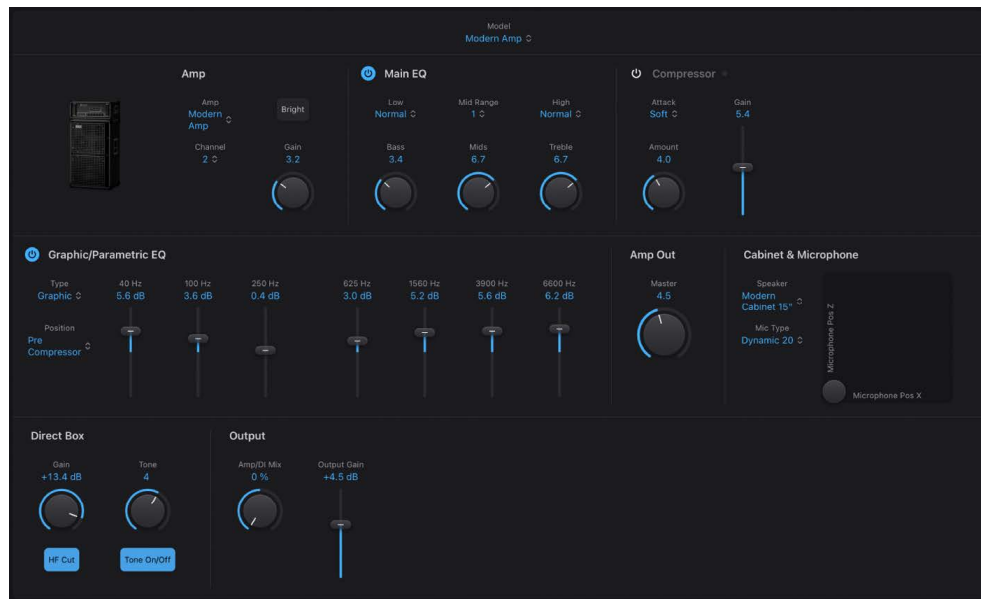 Model
Modern Amp
Amp
Main EQ
Compressor
Amp
Modern
Amp
Bright
Low
Normal
Mid Range
1
High
Normal
Attack
Soft
Gain
5.4
Channel
2
Gain
3.2
Bass
3.4
Mids
6.7
Treble
6.7
Amount
4.0
Graphic/Parametric EQ
Amp Out
Cabinet & Microphone
Type
Graphic
40 Hz
5.6 dB
100 Hz
3.6 dB
250 Hz
0.4 dB
625 Hz
3.0 dB
1560 Hz
5.2 dB
3900 Hz
5.6 dB
6600 Hz
6.2 dB
Master
4.5
Speaker
Modern
Cabinet 15"
Position
Pre
Compressor
Mic Type
Dynamic 20
Microphone Pos Z
Microphone Pos X
Direct Box
Output
Gain
+13.4 dB
Tone
4
Amp/DI Mix
0 %
Output Gain
+4.5 dB
HF Cut
Tone On/Off